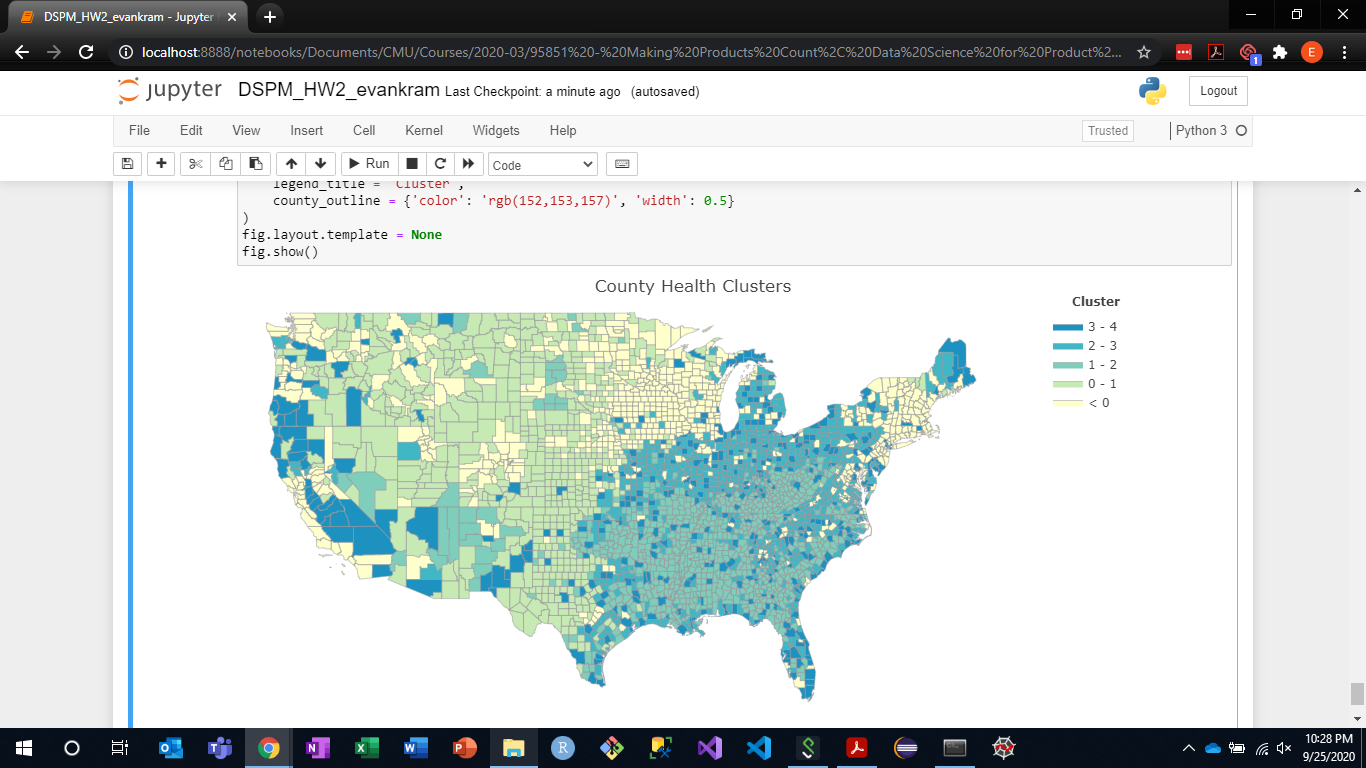 DSPM_HW2_evankram - Jupyter
localhost:8888/notebooks/Documents/CMU/Courses/2020-03/95851%20-%20Making%20Products%20Count%2C%20Data%20Science%20for%20Product%2...
1
E
jupyter DSPM_HW2_evankram Last Checkpoint: a minute ago (autosaved)
Logout
File Edit View Insert Cell Kernel Widgets Help
Trusted
Python 3
Run
Code
legend_title = 'Cluster',
county_outline = {'color': 'rgb(152,153,157)', 'width': 0.5}
)
fig.layout.template = None
fig.show()
County Health Clusters
Cluster
3 - 4
2 - 3
1 - 2
0 - 1
< 0
10:28 PM
9/25/2020